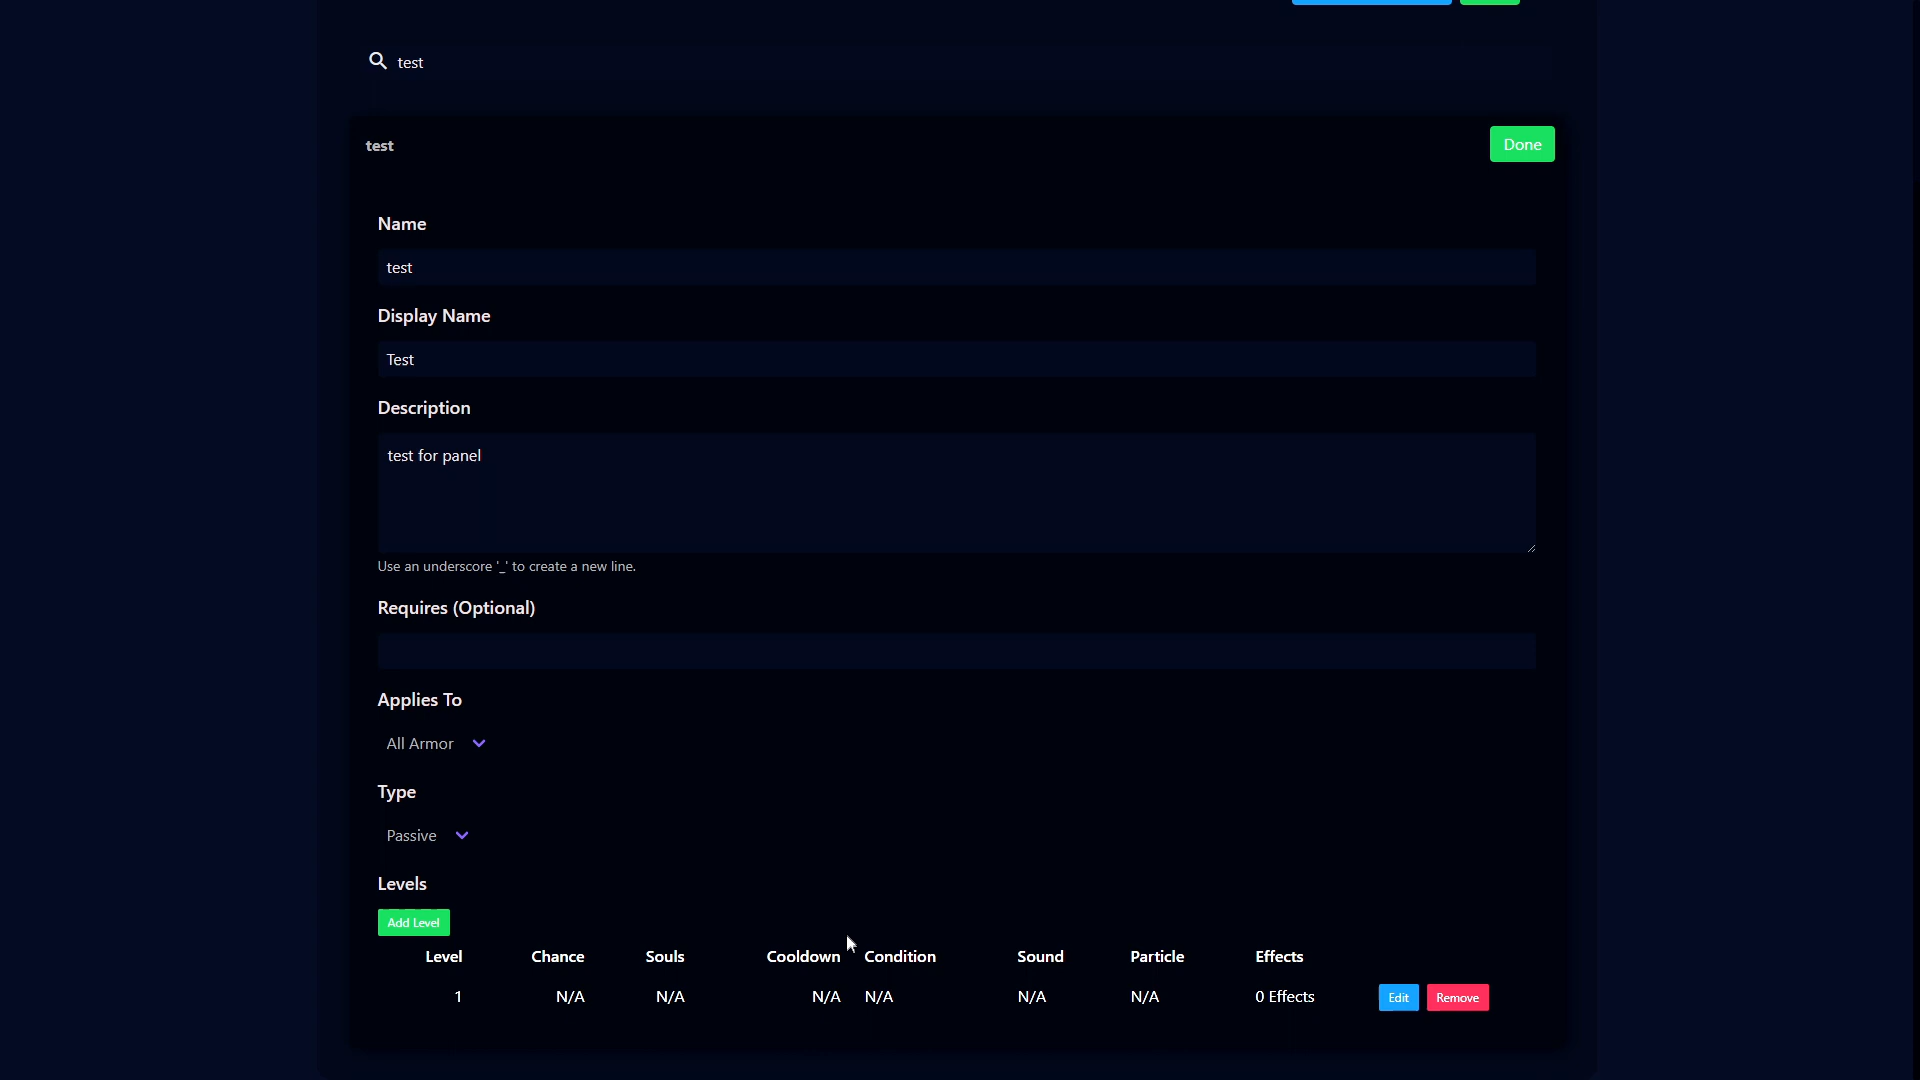 test
test
Done
Name
test
Display Name
Test
Description
test for panel
Use an underscore '_' to create a new line.
Requires (Optional)
Applies To
All Armor
Type
Passive
Levels
Add Level
Level Chance Souls Cooldown Condition Sound Particle Effects
1 N/A N/A N/A N/A N/A N/A 0 Effects Edit Remove